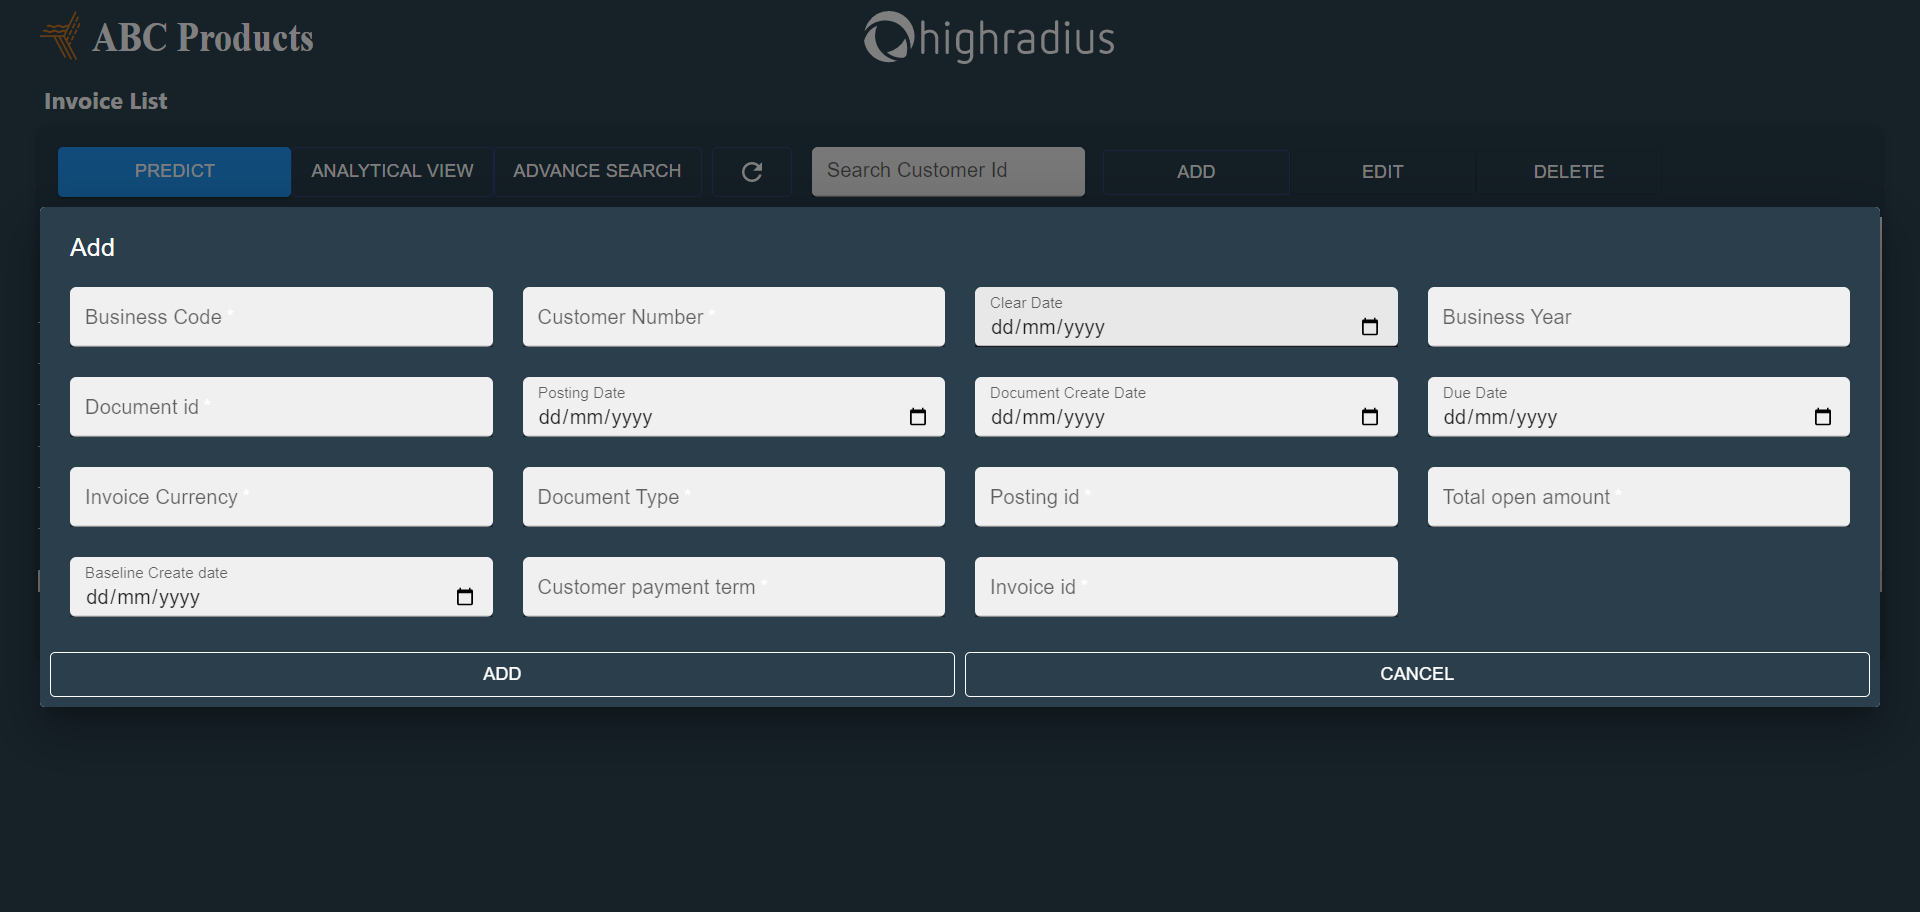 ABC Products
highradius
Invoice List
PREDICT ANALYTICAL VIEW ADVANCE SEARCH Search Customer Id ADD EDIT DELETE
Add
Business Code * Customer Number * Clear Date Business Year
dd/mm/yyyy
Document id * Posting Date Document Create Date Due Date
dd/mm/yyyy dd/mm/yyyy dd/mm/yyyy
Invoice Currency * Document Type * Posting id * Total open amount *
Baseline Create date Customer payment term * Invoice id *
dd/mm/yyyy
ADD CANCEL